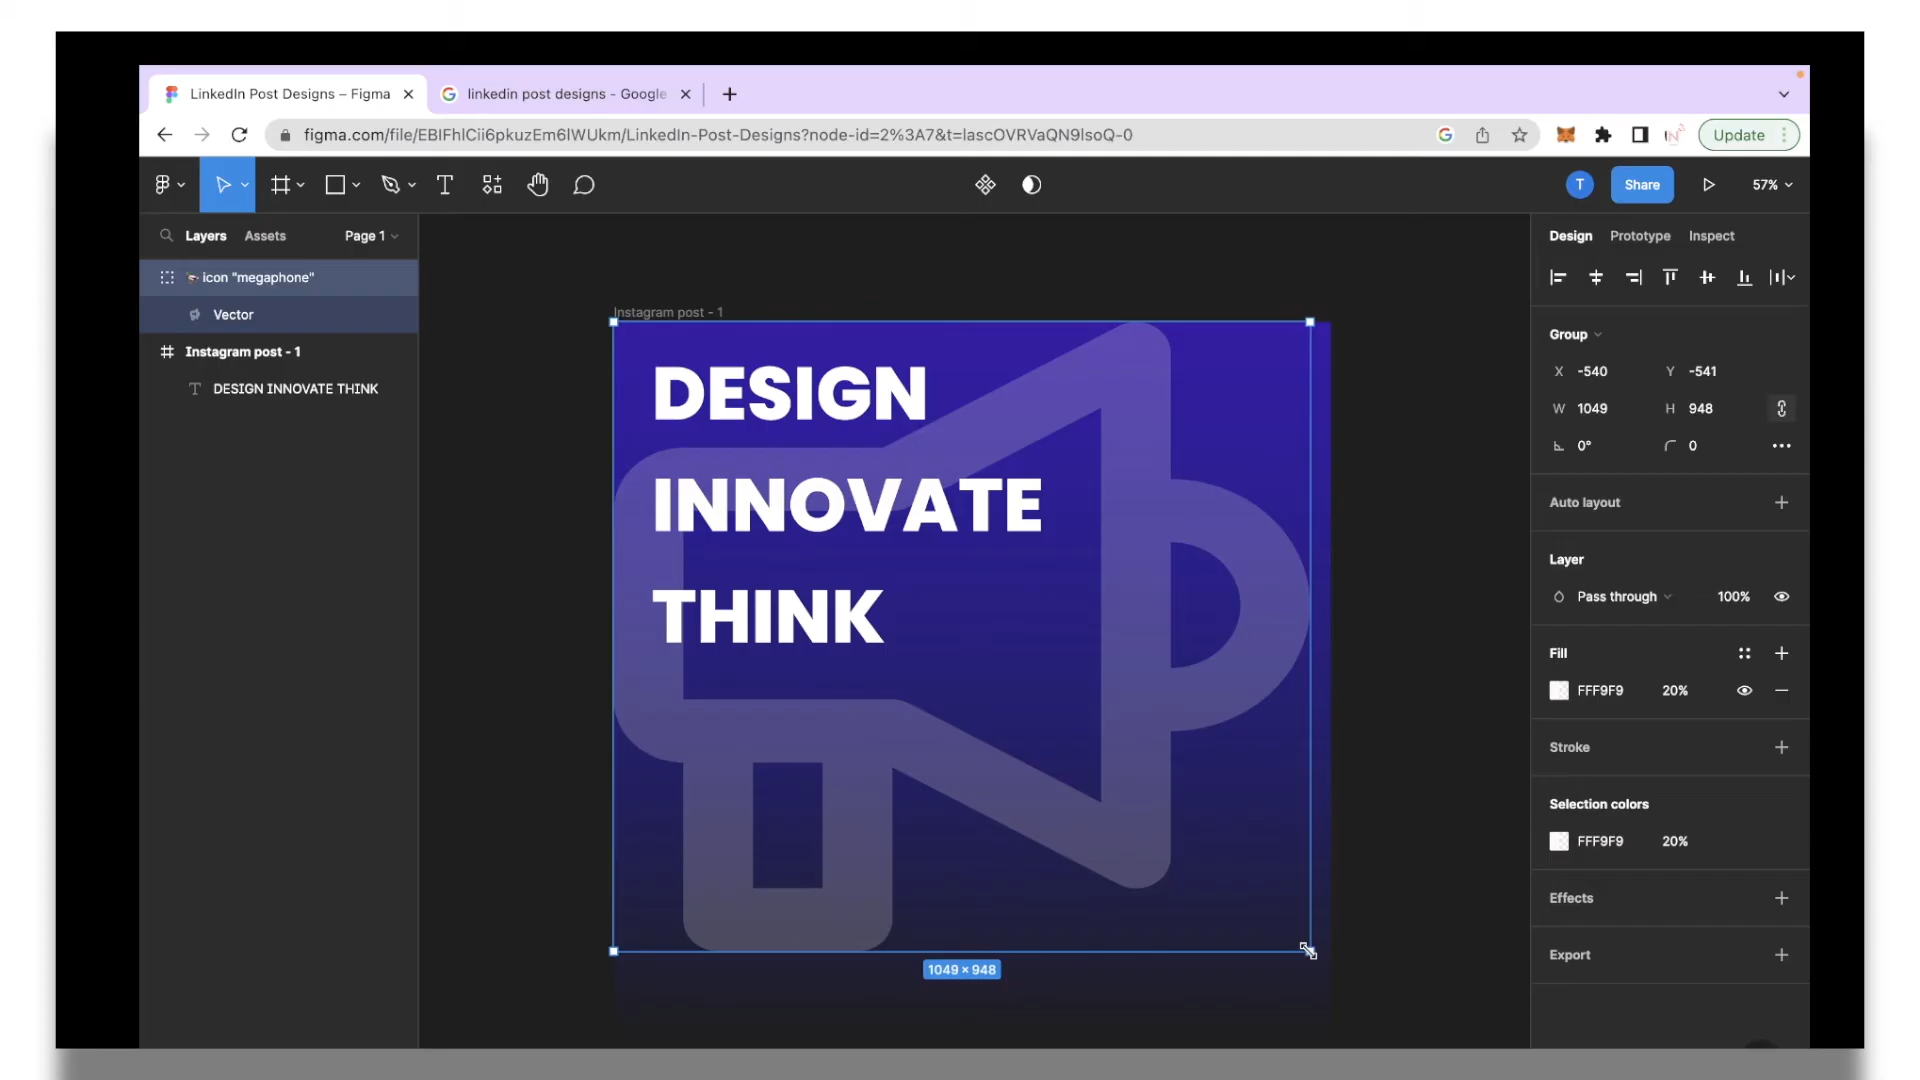 LinkedIn Post Designs – Figma
linkedin post designs - Google
figma.com/file/EBIFhlCii6pkuzEm6lWUkm/LinkedIn-Post-Designs?node-id=2%3A7&t=lascOVRVaQN9lsoQ-0
Update
T
Share
57%
Layers
Assets
Page 1
icon "megaphone"
Vector
Instagram post - 1
DESIGN INNOVATE THINK
Instagram post - 1
DESIGN
INNOVATE
THINK
1049 × 948
Design
Prototype
Inspect
Group
X -540
Y -541
W 1049
H 948
0°
0
Auto layout
Layer
Pass through
100%
Fill
FFF9F9
20%
Stroke
Selection colors
FFF9F9
20%
Effects
Export